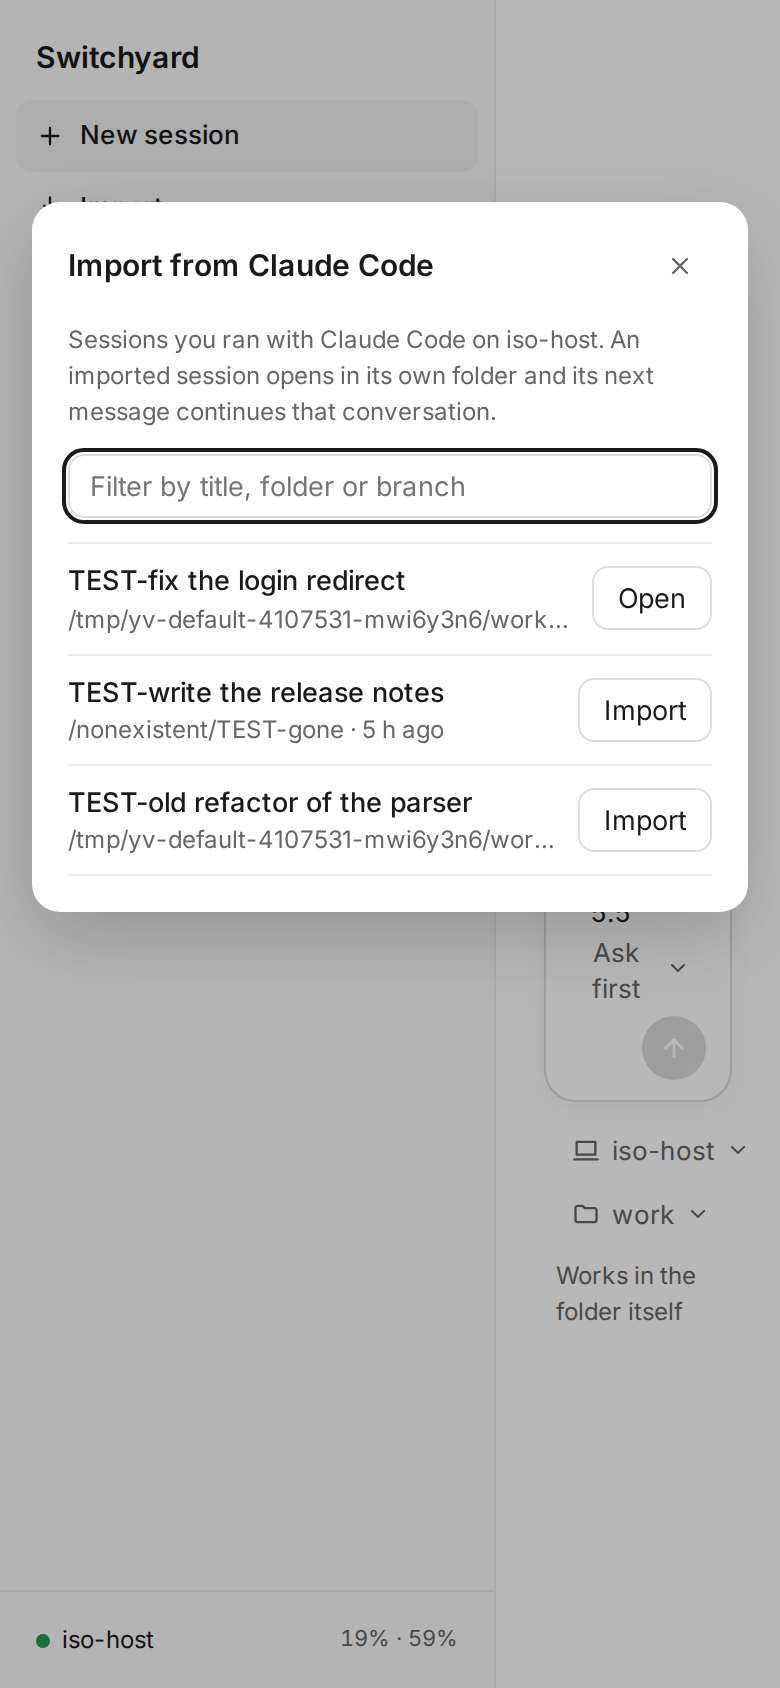 Switchyard
New session
Import
Import from Claude Code
Sessions you ran with Claude Code on iso-host. An
imported session opens in its own folder and its next
message continues that conversation.
Filter by title, folder or branch
TEST-fix the login redirect
/tmp/yv-default-4107531-mwi6y3n6/work...
Open
TEST-write the release notes
/nonexistent/TEST-gone · 5 h ago
Import
TEST-old refactor of the parser
/tmp/yv-default-4107531-mwi6y3n6/wor...
Import
5.5
Ask
first
iso-host
work
Works in the
folder itself
iso-host
19% · 59%